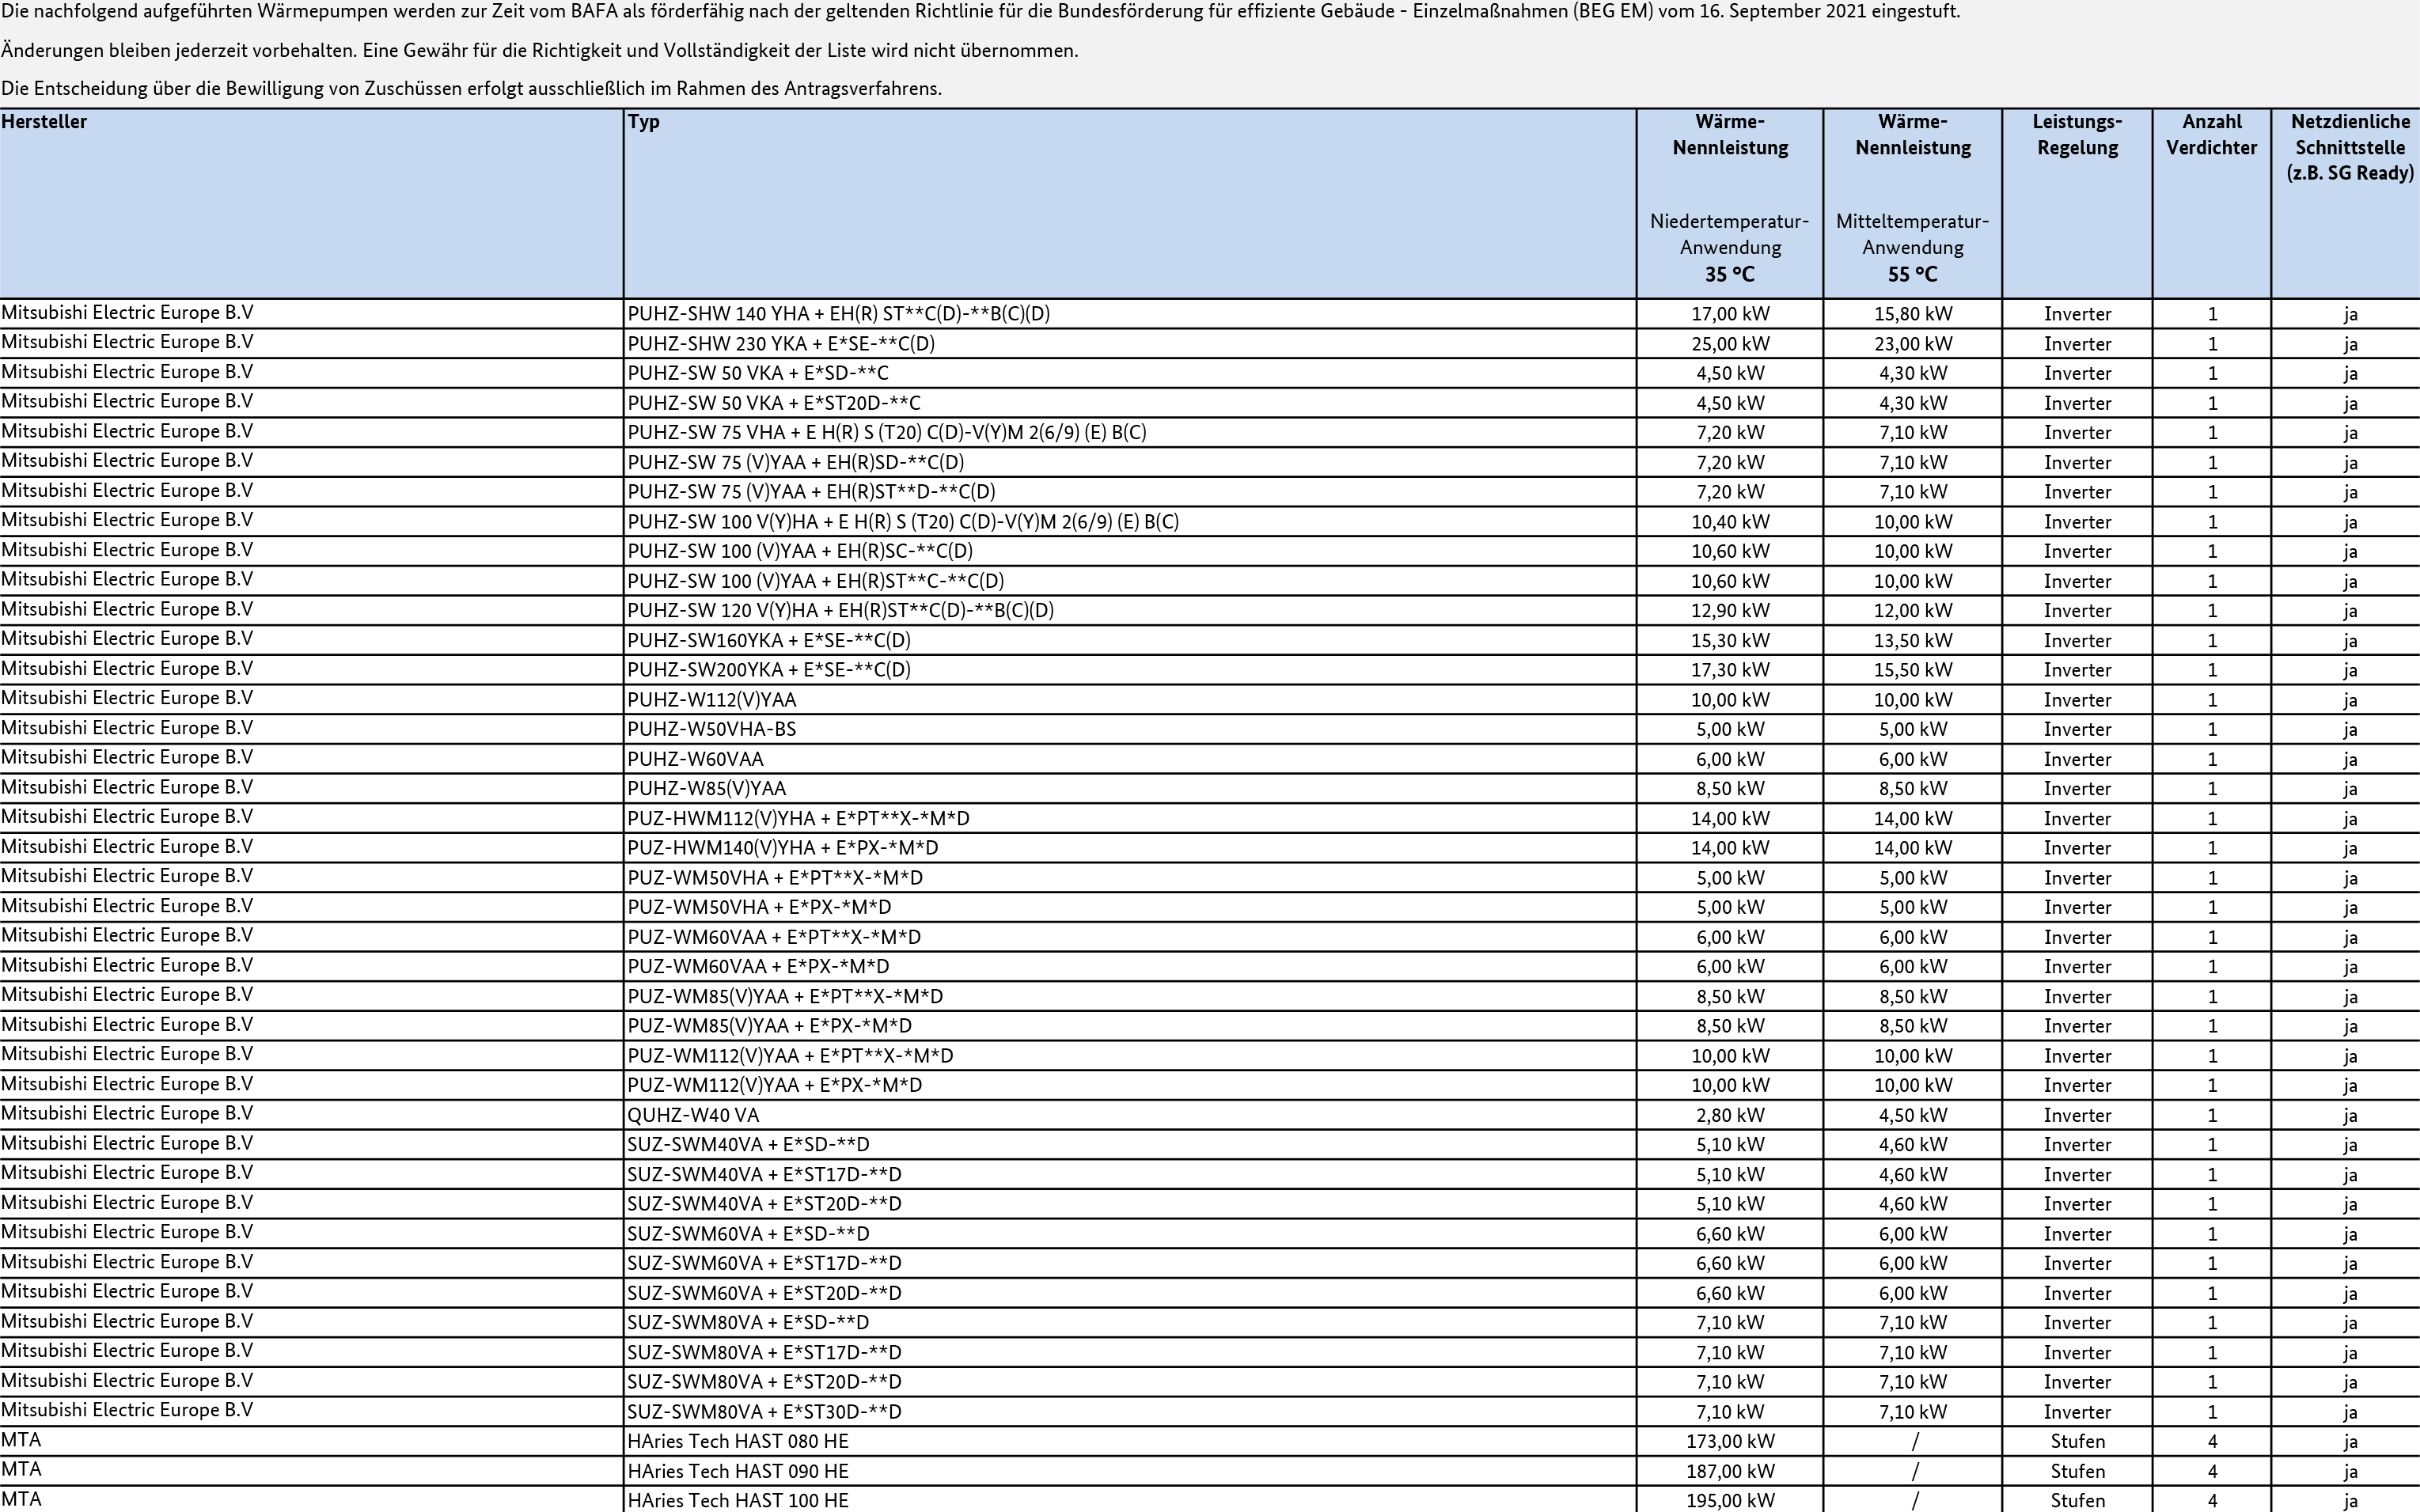 Die nachfolgend aufgeführten Wärmepumpen werden zur Zeit vom BAFA als förderfähig nach der geltenden Richtlinie für die Bundesförderung für effiziente Gebäude - Einzelmaßnahmen (BEG EM) vom 16. September 2021 eingestuft.
Änderungen bleiben jederzeit vorbehalten. Eine Gewähr für die Richtigkeit und Vollständigkeit der Liste wird nicht übernommen.
Die Entscheidung über die Bewilligung von Zuschüssen erfolgt ausschließlich im Rahmen des Antragsverfahrens.
Hersteller Typ Wärme- Wärme- Leistungs- Anzahl Netzdienliche
Nennleistung Nennleistung Regelung Verdichter Schnittstelle
(z.B. SG Ready)
Niedertemperatur- Mitteltemperatur-
Anwendung Anwendung
35 °C 55 °C
Mitsubishi Electric Europe B.V PUHZ-SHW 140 YHA + EH(R) ST**C(D)-**B(C)(D) 17,00 kW 15,80 kW Inverter 1 ja
Mitsubishi Electric Europe B.V PUHZ-SHW 230 YKA + E*SE-**C(D) 25,00 kW 23,00 kW Inverter 1 ja
Mitsubishi Electric Europe B.V PUHZ-SW 50 VKA + E*SD-**C 4,50 kW 4,30 kW Inverter 1 ja
Mitsubishi Electric Europe B.V PUHZ-SW 50 VKA + E*ST20D-**C 4,50 kW 4,30 kW Inverter 1 ja
Mitsubishi Electric Europe B.V PUHZ-SW 75 VHA + E H(R) S (T20) C(D)-V(Y)M 2(6/9) (E) B(C) 7,20 kW 7,10 kW Inverter 1 ja
Mitsubishi Electric Europe B.V PUHZ-SW 75 (V)YAA + EH(R)SD-**C(D) 7,20 kW 7,10 kW Inverter 1 ja
Mitsubishi Electric Europe B.V PUHZ-SW 75 (V)YAA + EH(R)ST**D-**C(D) 7,20 kW 7,10 kW Inverter 1 ja
Mitsubishi Electric Europe B.V PUHZ-SW 100 V(Y)HA + E H(R) S (T20) C(D)-V(Y)M 2(6/9) (E) B(C) 10,40 kW 10,00 kW Inverter 1 ja
Mitsubishi Electric Europe B.V PUHZ-SW 100 (V)YAA + EH(R)SC-**C(D) 10,60 kW 10,00 kW Inverter 1 ja
Mitsubishi Electric Europe B.V PUHZ-SW 100 (V)YAA + EH(R)ST**C-**C(D) 10,60 kW 10,00 kW Inverter 1 ja
Mitsubishi Electric Europe B.V PUHZ-SW 120 V(Y)HA + EH(R)ST**C(D)-**B(C)(D) 12,90 kW 12,00 kW Inverter 1 ja
Mitsubishi Electric Europe B.V PUHZ-SW160YKA + E*SE-**C(D) 15,30 kW 13,50 kW Inverter 1 ja
Mitsubishi Electric Europe B.V PUHZ-SW200YKA + E*SE-**C(D) 17,30 kW 15,50 kW Inverter 1 ja
Mitsubishi Electric Europe B.V PUHZ-W112(V)YAA 10,00 kW 10,00 kW Inverter 1 ja
Mitsubishi Electric Europe B.V PUHZ-W50VHA-BS 5,00 kW 5,00 kW Inverter 1 ja
Mitsubishi Electric Europe B.V PUHZ-W60VAA 6,00 kW 6,00 kW Inverter 1 ja
Mitsubishi Electric Europe B.V PUHZ-W85(V)YAA 8,50 kW 8,50 kW Inverter 1 ja
Mitsubishi Electric Europe B.V PUZ-HWM112(V)YHA + E*PT**X-*M*D 14,00 kW 14,00 kW Inverter 1 ja
Mitsubishi Electric Europe B.V PUZ-HWM140(V)YHA + E*PX-*M*D 14,00 kW 14,00 kW Inverter 1 ja
Mitsubishi Electric Europe B.V PUZ-WM50VHA + E*PT**X-*M*D 5,00 kW 5,00 kW Inverter 1 ja
Mitsubishi Electric Europe B.V PUZ-WM50VHA + E*PX-*M*D 5,00 kW 5,00 kW Inverter 1 ja
Mitsubishi Electric Europe B.V PUZ-WM60VAA + E*PT**X-*M*D 6,00 kW 6,00 kW Inverter 1 ja
Mitsubishi Electric Europe B.V PUZ-WM60VAA + E*PX-*M*D 6,00 kW 6,00 kW Inverter 1 ja
Mitsubishi Electric Europe B.V PUZ-WM85(V)YAA + E*PT**X-*M*D 8,50 kW 8,50 kW Inverter 1 ja
Mitsubishi Electric Europe B.V PUZ-WM85(V)YAA + E*PX-*M*D 8,50 kW 8,50 kW Inverter 1 ja
Mitsubishi Electric Europe B.V PUZ-WM112(V)YAA + E*PT**X-*M*D 10,00 kW 10,00 kW Inverter 1 ja
Mitsubishi Electric Europe B.V PUZ-WM112(V)YAA + E*PX-*M*D 10,00 kW 10,00 kW Inverter 1 ja
Mitsubishi Electric Europe B.V QUHZ-W40 VA 2,80 kW 4,50 kW Inverter 1 ja
Mitsubishi Electric Europe B.V SUZ-SWM40VA + E*SD-**D 5,10 kW 4,60 kW Inverter 1 ja
Mitsubishi Electric Europe B.V SUZ-SWM40VA + E*ST17D-**D 5,10 kW 4,60 kW Inverter 1 ja
Mitsubishi Electric Europe B.V SUZ-SWM40VA + E*ST20D-**D 5,10 kW 4,60 kW Inverter 1 ja
Mitsubishi Electric Europe B.V SUZ-SWM60VA + E*SD-**D 6,60 kW 6,00 kW Inverter 1 ja
Mitsubishi Electric Europe B.V SUZ-SWM60VA + E*ST17D-**D 6,60 kW 6,00 kW Inverter 1 ja
Mitsubishi Electric Europe B.V SUZ-SWM60VA + E*ST20D-**D 6,60 kW 6,00 kW Inverter 1 ja
Mitsubishi Electric Europe B.V SUZ-SWM80VA + E*SD-**D 7,10 kW 7,10 kW Inverter 1 ja
Mitsubishi Electric Europe B.V SUZ-SWM80VA + E*ST17D-**D 7,10 kW 7,10 kW Inverter 1 ja
Mitsubishi Electric Europe B.V SUZ-SWM80VA + E*ST20D-**D 7,10 kW 7,10 kW Inverter 1 ja
Mitsubishi Electric Europe B.V SUZ-SWM80VA + E*ST30D-**D 7,10 kW 7,10 kW Inverter 1 ja
MTA HAries Tech HAST 080 HE 173,00 kW / Stufen 4 ja
MTA HAries Tech HAST 090 HE 187,00 kW / Stufen 4 ja
MTA HAries Tech HAST 100 HE 195,00 kW / Stufen 4 ja